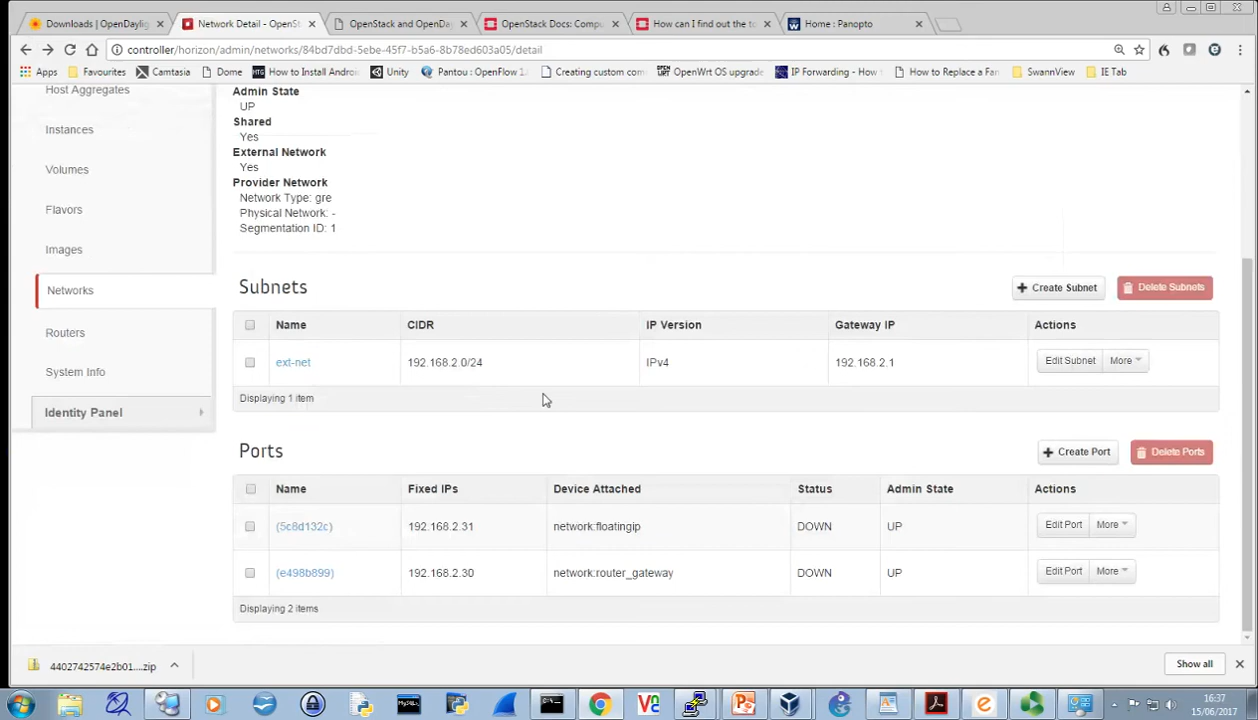 Downloads | OpenDaylig
Network Detail - OpenSt
OpenStack and OpenDay
OpenStack Docs: Compu
How can I find out the to
Home : Panopto
controller/horizon/admin/networks/84bd7dbd-5ebe-45f7-b5a6-8b78ed603a05/detail
Apps
Favourites
Camtasia
Dome
How to Install Andro
Unity
Pantou : OpenFlow 1.
Creating custom com
OpenWrt OS upgrade
IP Forwarding - How
How to Replace a Fan
SwannView
IE Tab
Host Aggregates
Instances
Volumes
Flavors
Images
Networks
Routers
System Info
Identity Panel
Admin State
UP
Shared
Yes
External Network
Yes
Provider Network
Network Type: gre
Physical Network: -
Segmentation ID: 1
Subnets
+ Create Subnet
Delete Subnets
Name CIDR IP Version Gateway IP Actions
ext-net 192.168.2.0/24 IPv4 192.168.2.1 Edit Subnet More
Displaying 1 item
Ports
+ Create Port
Delete Ports
Name Fixed IPs Device Attached Status Admin State Actions
(5c8d132c) 192.168.2.31 network:floatingip DOWN UP Edit Port More
(e498b899) 192.168.2.30 network:router_gateway DOWN UP Edit Port More
Displaying 2 items
4402742574e2b01....zip
Show all
16:37
15/06/2017